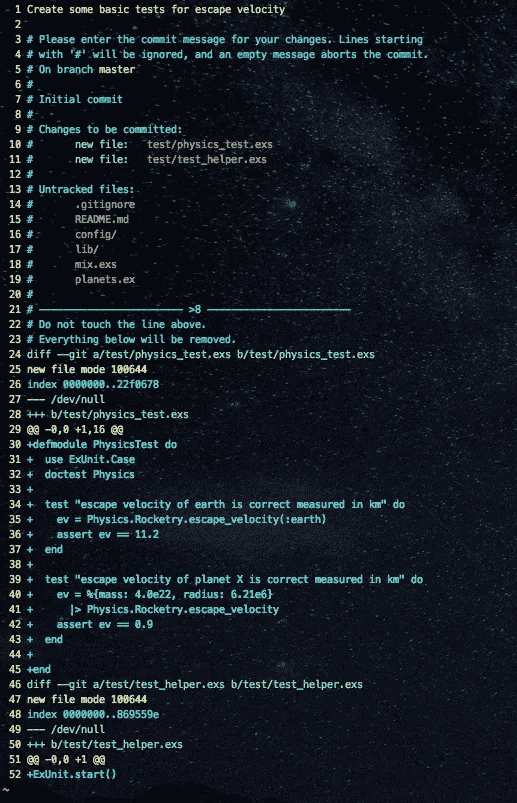 1 Create some basic tests for escape velocity
2
3 # Please enter the commit message for your changes. Lines starting
4 # with '#' will be ignored, and an empty message aborts the commit.
5 # On branch master
6 #
7 # Initial commit
8 #
9 # Changes to be committed:
10 #       new file:   test/physics_test.exs
11 #       new file:   test/test_helper.exs
12 #
13 # Untracked files:
14 #       .gitignore
15 #       README.md
16 #       config/
17 #       lib/
18 #       mix.exs
19 #       planets.ex
20 #
21 # ------------------------ >8 ------------------------
22 # Do not touch the line above.
23 # Everything below will be removed.
24 diff --git a/test/physics_test.exs b/test/physics_test.exs
25 new file mode 100644
26 index 0000000..22f0678
27 --- /dev/null
28 +++ b/test/physics_test.exs
29 @@ -0,0 +1,16 @@
30 +defmodule PhysicsTest do
31 +  use ExUnit.Case
32 +  doctest Physics
33 +
34 +  test "escape velocity of earth is correct measured in km" do
35 +    ev = Physics.Rocketry.escape_velocity(:earth)
36 +    assert ev == 11.2
37 +  end
38 +
39 +  test "escape velocity of planet X is correct measured in km" do
40 +    ev = %{mass: 4.0e22, radius: 6.21e6}
41 +      |> Physics.Rocketry.escape_velocity
42 +    assert ev == 0.9
43 +  end
44 +
45 +end
46 diff --git a/test/test_helper.exs b/test/test_helper.exs
47 new file mode 100644
48 index 0000000..869559e
49 --- /dev/null
50 +++ b/test/test_helper.exs
51 @@ -0,0 +1 @@
52 +ExUnit.start()
~